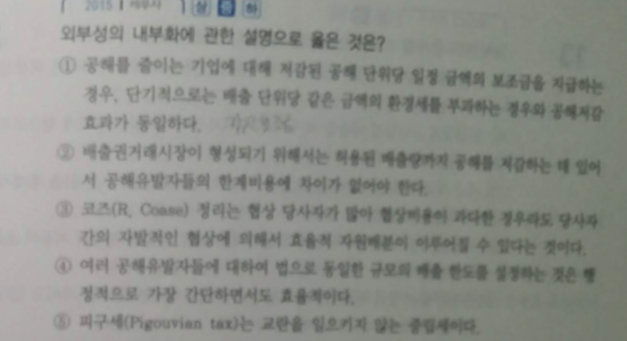 2015 세무사 상 중 하
외부성의 내부화에 관한 설명으로 옳은 것은?
① 공해를 줄이는 기업에 대해 저감된 공해 단위당 일정 금액의 보조금을 지급하는
경우, 단기적으로는 배출 단위당 같은 금액의 환경세를 부과하는 경우와 공해저감
효과가 동일하다.
② 배출권거래시장이 형성되기 위해서는 허용된 배출량까지 공해를 저감하는 데 있어
서 공해유발자들의 한계비용에 차이가 없어야 한다.
③ 코즈(R. Coase) 정리는 협상 당사자가 많아 협상비용이 과다한 경우라도 당사자
간의 자발적인 협상에 의해서 효율적 자원배분이 이루어질 수 있다는 것이다.
④ 여러 공해유발자들에 대하여 법으로 동일한 규모의 배출 한도를 설정하는 것은 행
정적으로 가장 간단하면서도 효율적이다.
⑤ 피구세(Pigouvian tax)는 교란을 일으키지 않는 중립세이다.